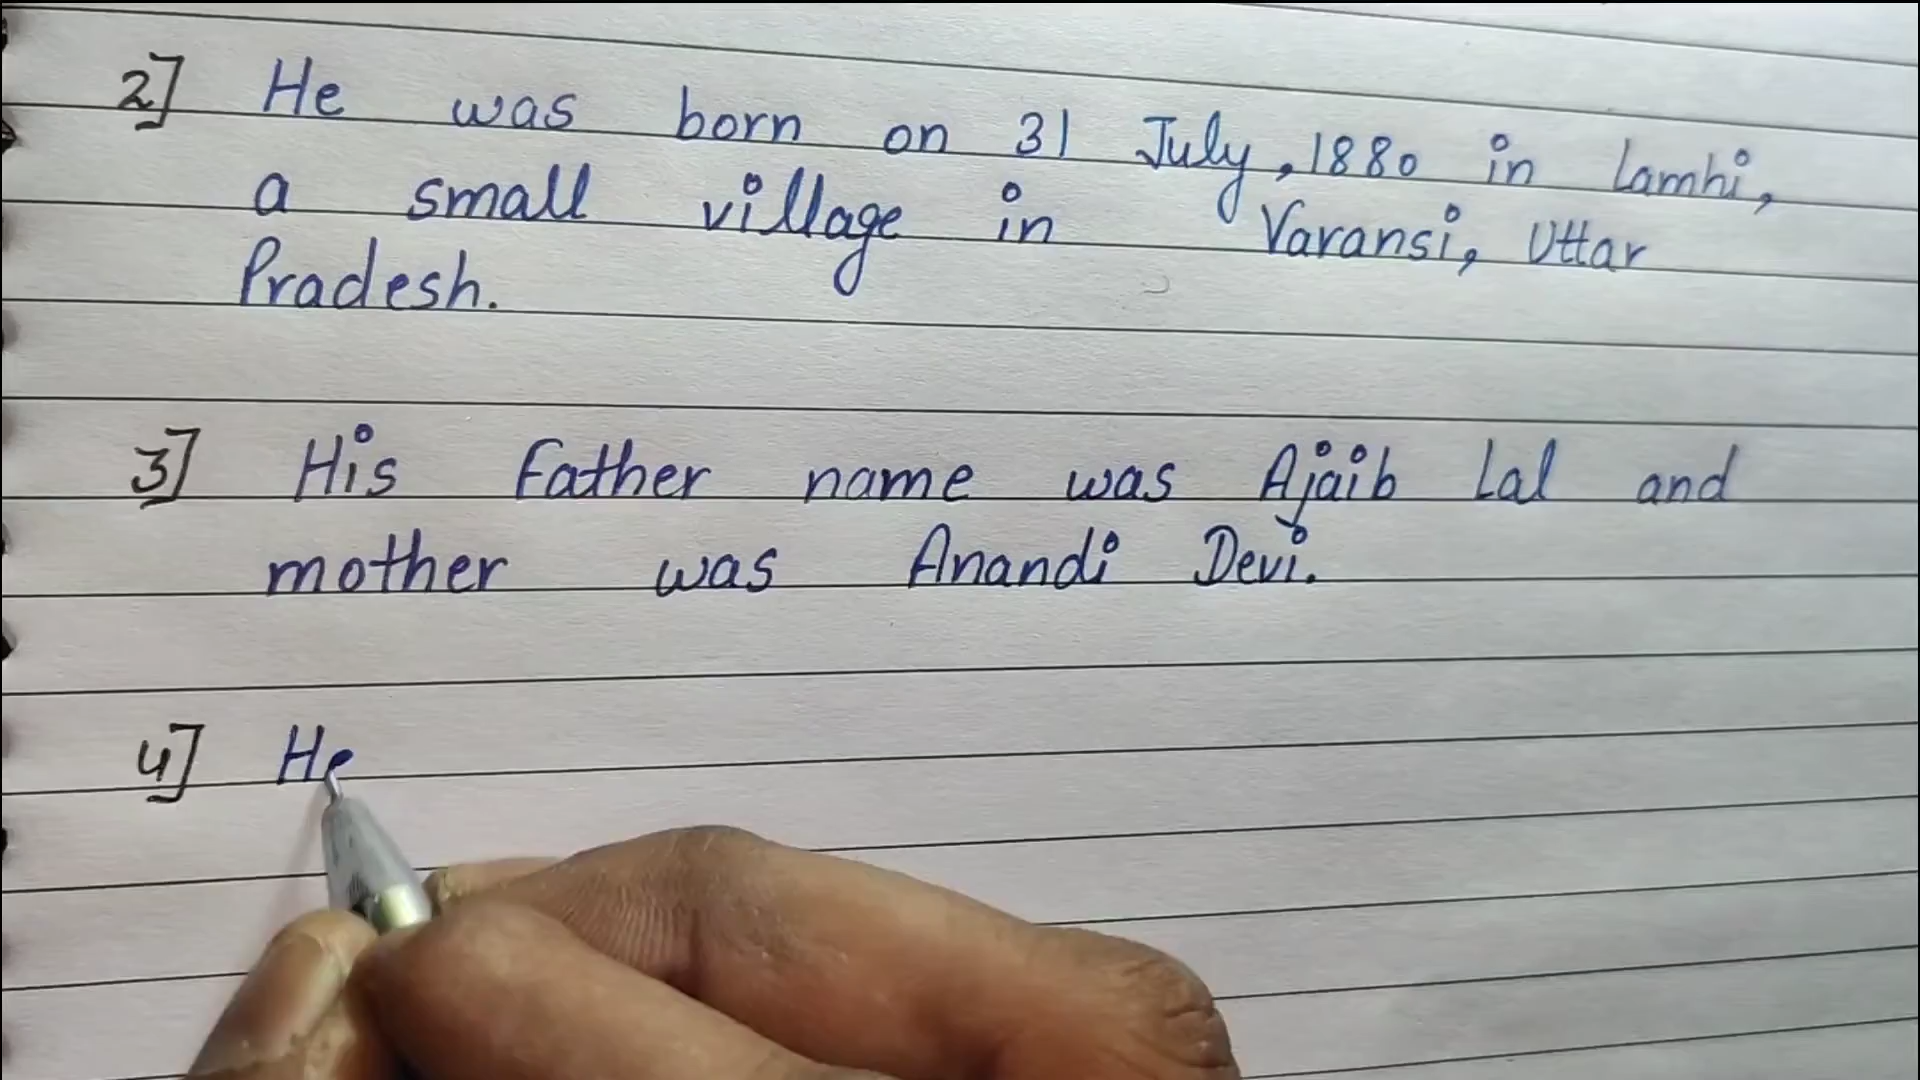 2] He was born on 31 July, 1880 in Lamhi,
a small village in Varansi, Uttar
Pradesh.
3] His Father name was Ajaib Lal and
mother was Anandi Devi.
4] He